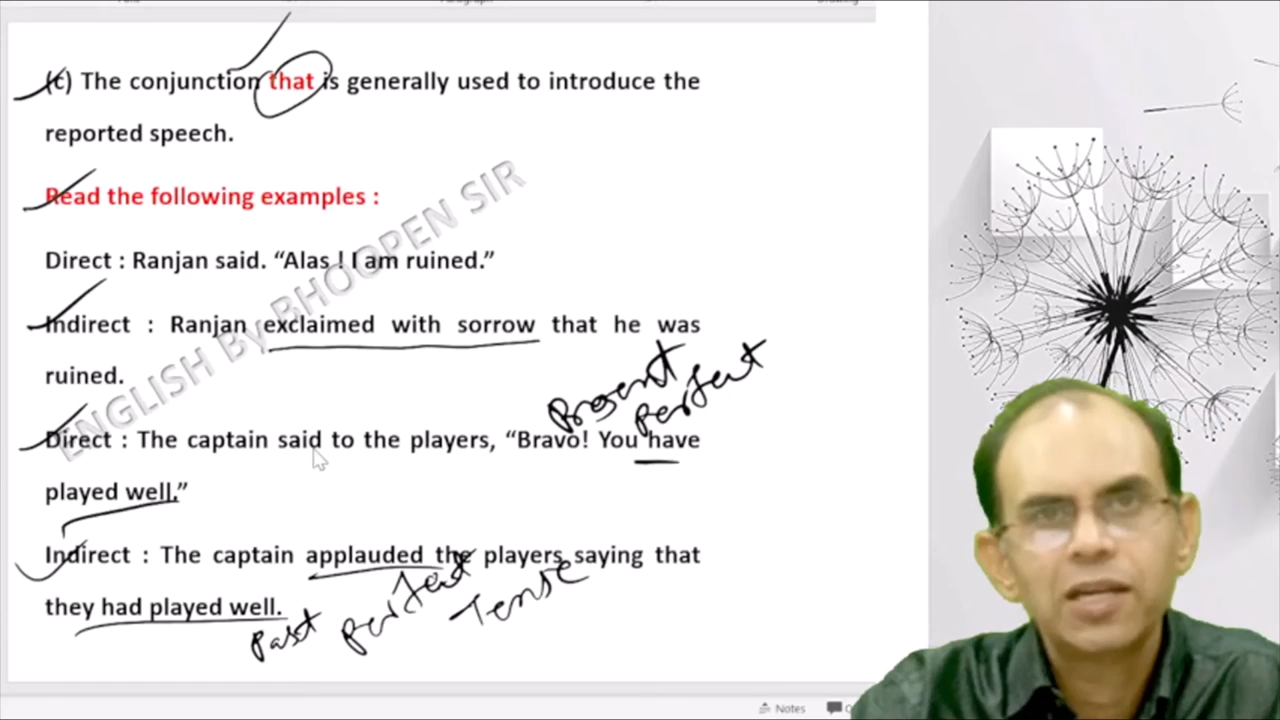 (c) The conjunction that is generally used to introduce the
reported speech.
Read the following examples :
Direct : Ranjan said. “Alas ! I am ruined.”
Indirect : Ranjan exclaimed with sorrow that he was
ruined.
Present
perfect
Direct : The captain said to the players, “Bravo! You have
played well.”
Indirect : The captain applauded the players saying that
they had played well.
Past perfect Tense
ENGLISH By BHOOPEN SIR
Notes